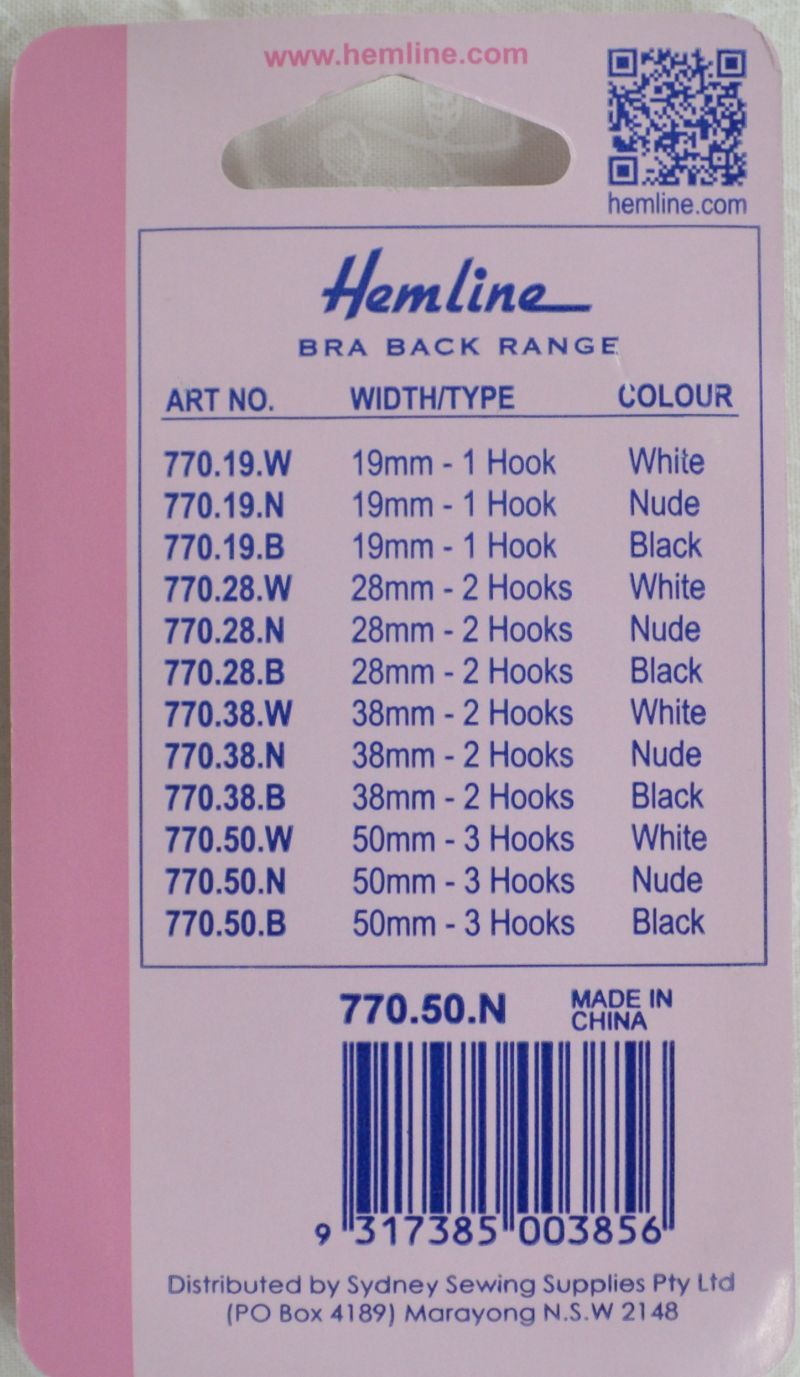 www.hemline.com
hemline.com
Hemline
BRA BACK RANGE
ART NO. WIDTH/TYPE COLOUR
770.19.W 19mm - 1 Hook White
770.19.N 19mm - 1 Hook Nude
770.19.B 19mm - 1 Hook Black
770.28.W 28mm - 2 Hooks White
770.28.N 28mm - 2 Hooks Nude
770.28.B 28mm - 2 Hooks Black
770.38.W 38mm - 2 Hooks White
770.38.N 38mm - 2 Hooks Nude
770.38.B 38mm - 2 Hooks Black
770.50.W 50mm - 3 Hooks White
770.50.N 50mm - 3 Hooks Nude
770.50.B 50mm - 3 Hooks Black
770.50.N
MADE IN
CHINA
9 317385 003856
Distributed by Sydney Sewing Supplies Pty Ltd
(PO Box 4189) Marayong N.S.W 2148